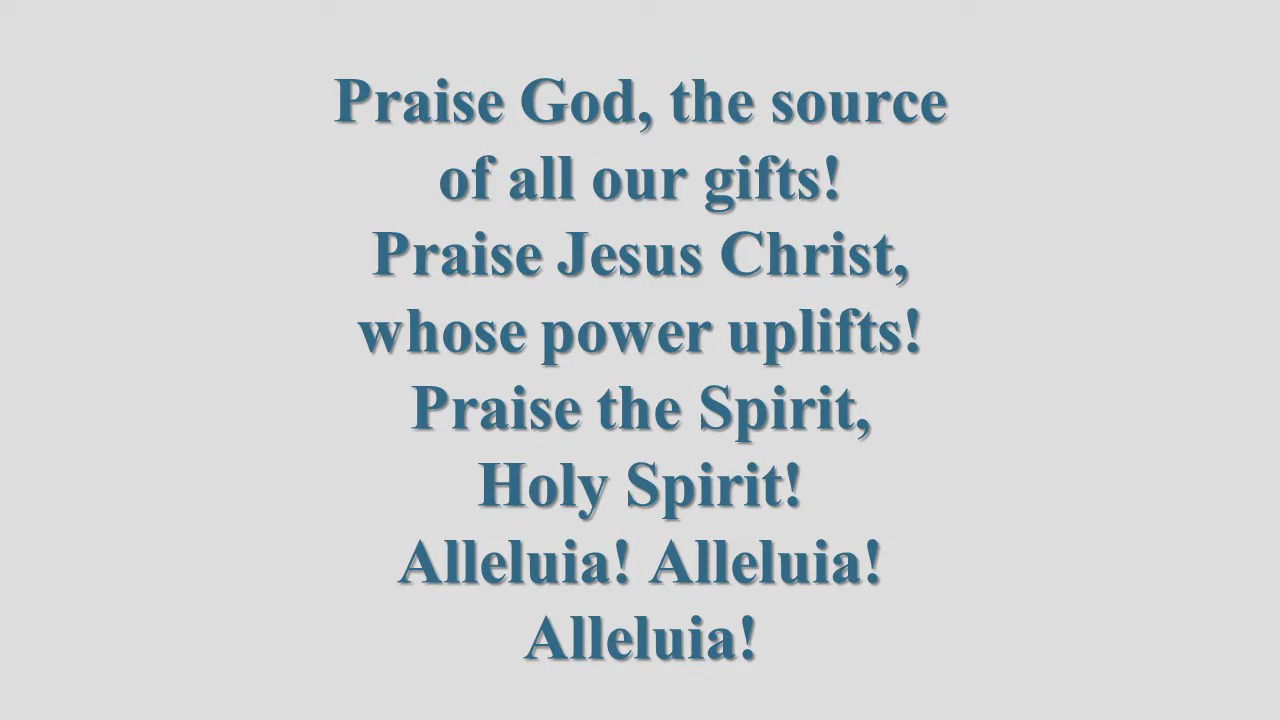 Praise God, the source
of all our gifts!
Praise Jesus Christ,
whose power uplifts!
Praise the Spirit,
Holy Spirit!
Alleluia! Alleluia!
Alleluia!